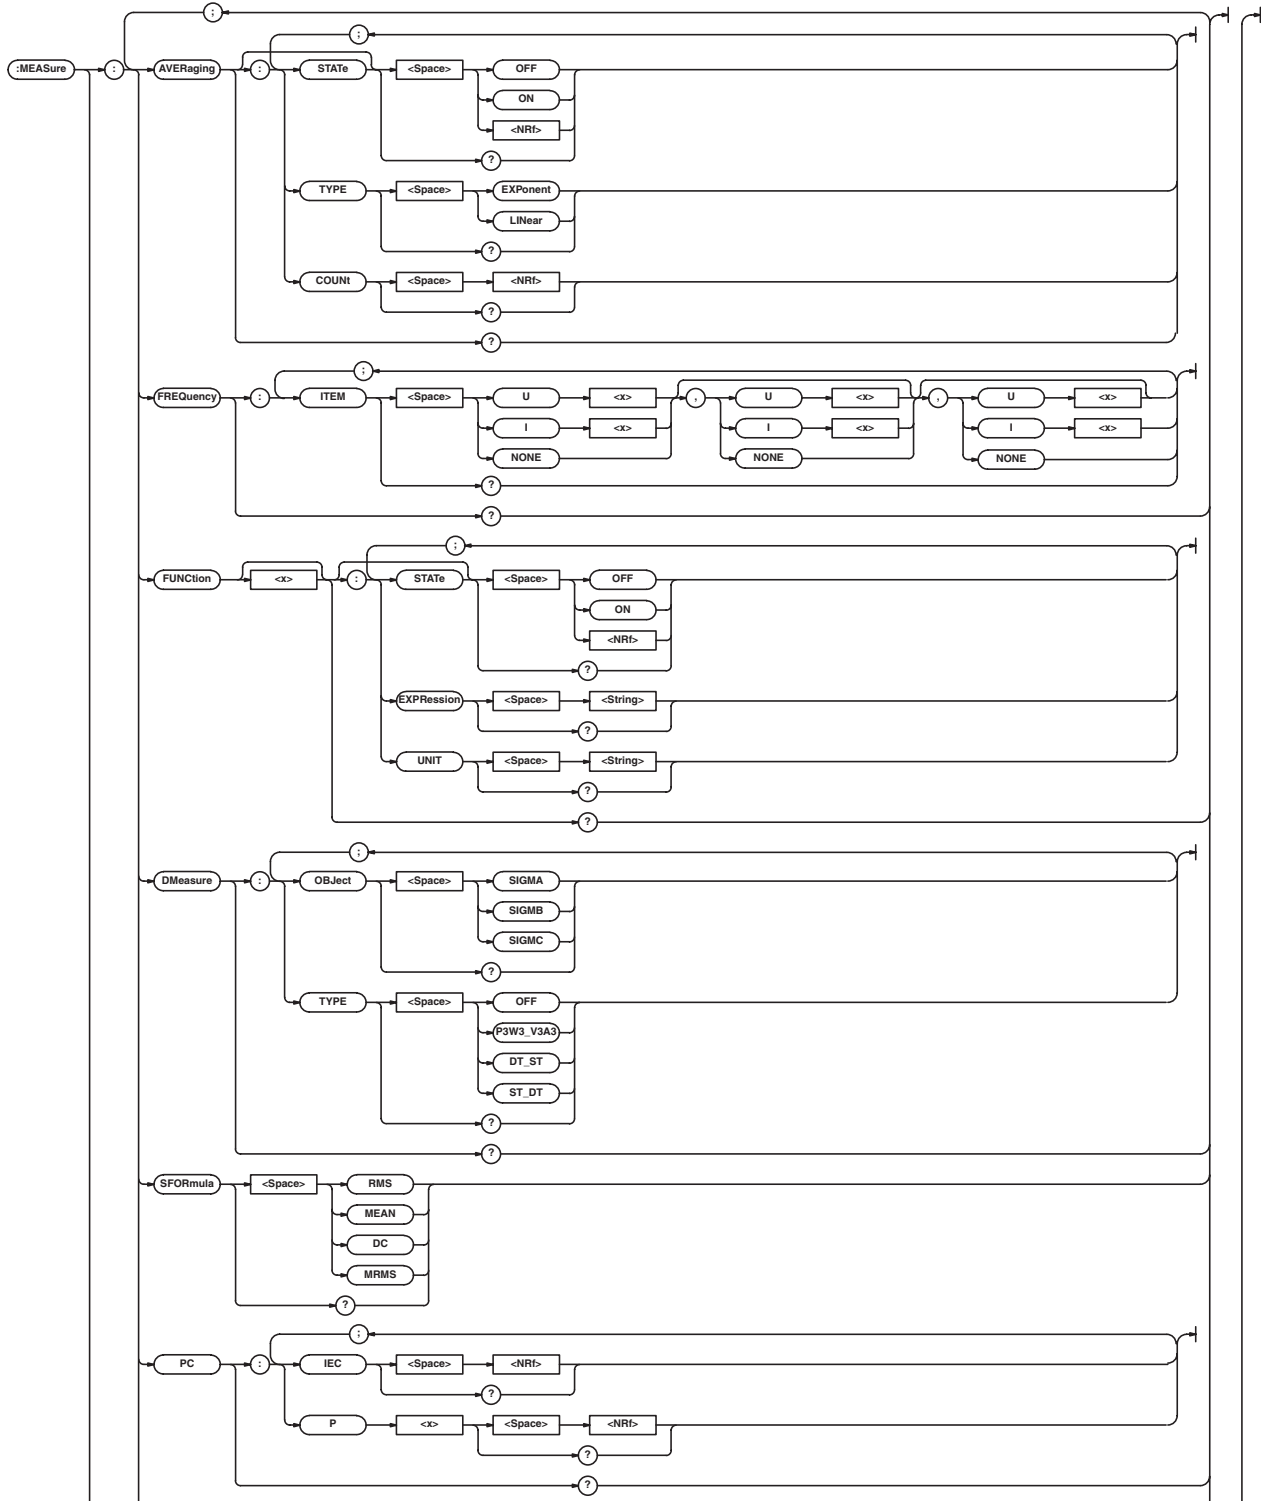 ;
;
:MEASure : AVERaging : STATe <Space> OFF
ON
<NRf>
?
TYPE <Space> EXPonent
LINear
?
COUNt <Space> <NRf>
?
?
;
FREQuency : ITEM <Space> U <x> , U <x> , U <x>
I <x> I <x> I <x>
NONE NONE NONE
?
?
;
FUNCtion <x> : STATe <Space> OFF
ON
<NRf>
?
EXPRession <Space> <String>
?
UNIT <Space> <String>
?
?
;
DMeasure : OBJect <Space> SIGMA
SIGMB
SIGMC
?
TYPE <Space> OFF
P3W3_V3A3
DT_ST
ST_DT
?
?
SFORmula <Space> RMS
MEAN
DC
MRMS
?
;
PC : IEC <Space> <NRf>
?
P <x> <Space> <NRf>
?
?